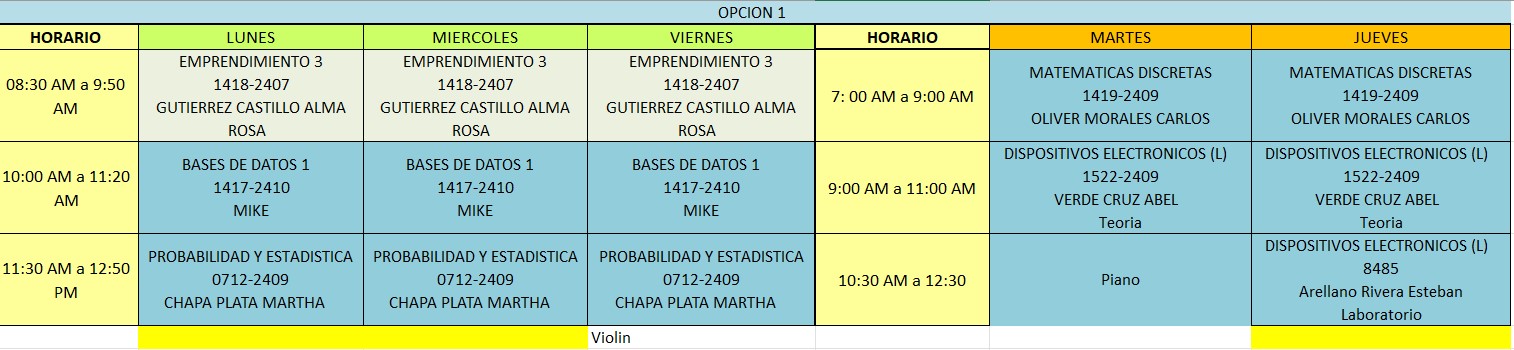 OPCION 1
HORARIO
LUNES
MIERCOLES
VIERNES
HORARIO
MARTES
JUEVES
08:30 AM a 9:50
AM
EMPRENDIMIENTO 3
1418-2407
GUTIERREZ CASTILLO ALMA
ROSA
EMPRENDIMIENTO 3
1418-2407
GUTIERREZ CASTILLO ALMA
ROSA
EMPRENDIMIENTO 3
1418-2407
GUTIERREZ CASTILLO ALMA
ROSA
7: 00 AM a 9:00 AM
MATEMATICAS DISCRETAS
1419-2409
OLIVER MORALES CARLOS
MATEMATICAS DISCRETAS
1419-2409
OLIVER MORALES CARLOS
10:00 AM a 11:20
AM
BASES DE DATOS 1
1417-2410
MIKE
BASES DE DATOS 1
1417-2410
MIKE
BASES DE DATOS 1
1417-2410
MIKE
9:00 AM a 11:00 AM
DISPOSITIVOS ELECTRONICOS (L)
1522-2409
VERDE CRUZ ABEL
Teoria
DISPOSITIVOS ELECTRONICOS (L)
1522-2409
VERDE CRUZ ABEL
Teoria
11:30 AM a 12:50
PM
PROBABILIDAD Y ESTADISTICA
0712-2409
CHAPA PLATA MARTHA
PROBABILIDAD Y ESTADISTICA
0712-2409
CHAPA PLATA MARTHA
PROBABILIDAD Y ESTADISTICA
0712-2409
CHAPA PLATA MARTHA
10:30 AM a 12:30
Piano
DISPOSITIVOS ELECTRONICOS (L)
8485
Arellano Rivera Esteban
Laboratorio
Violin